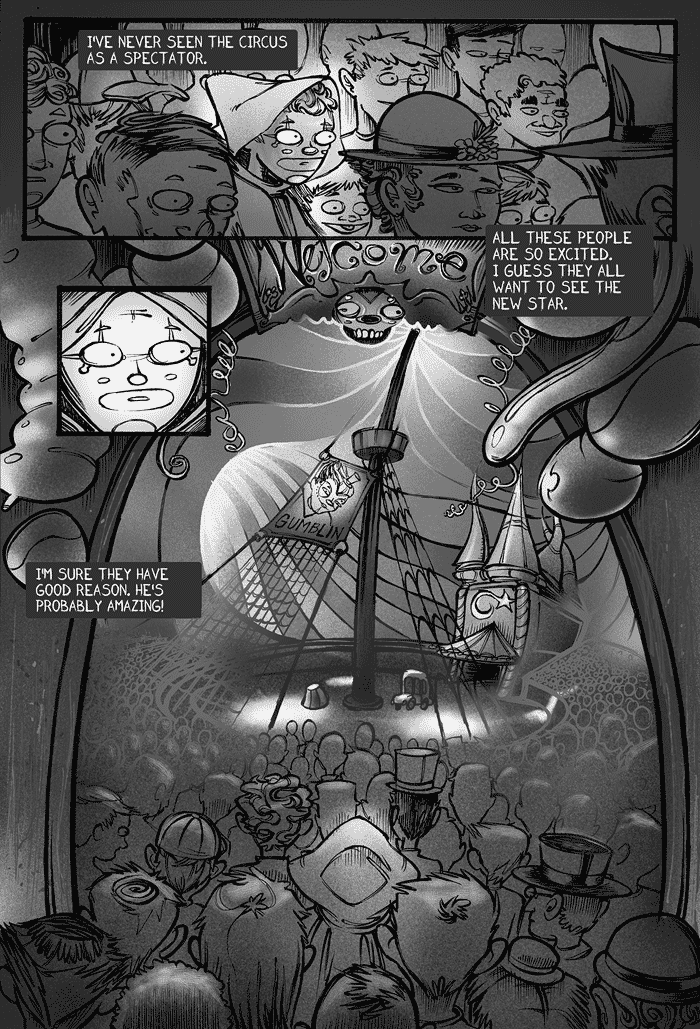 I'VE NEVER SEEN THE CIRCUS
AS A SPECTATOR.
Welcome
ALL THESE PEOPLE
ARE SO EXCITED.
I GUESS THEY ALL
WANT TO SEE THE
NEW STAR.
BUMBLIN
I'M SURE THEY HAVE
GOOD REASON. HE'S
PROBABLY AMAZING!